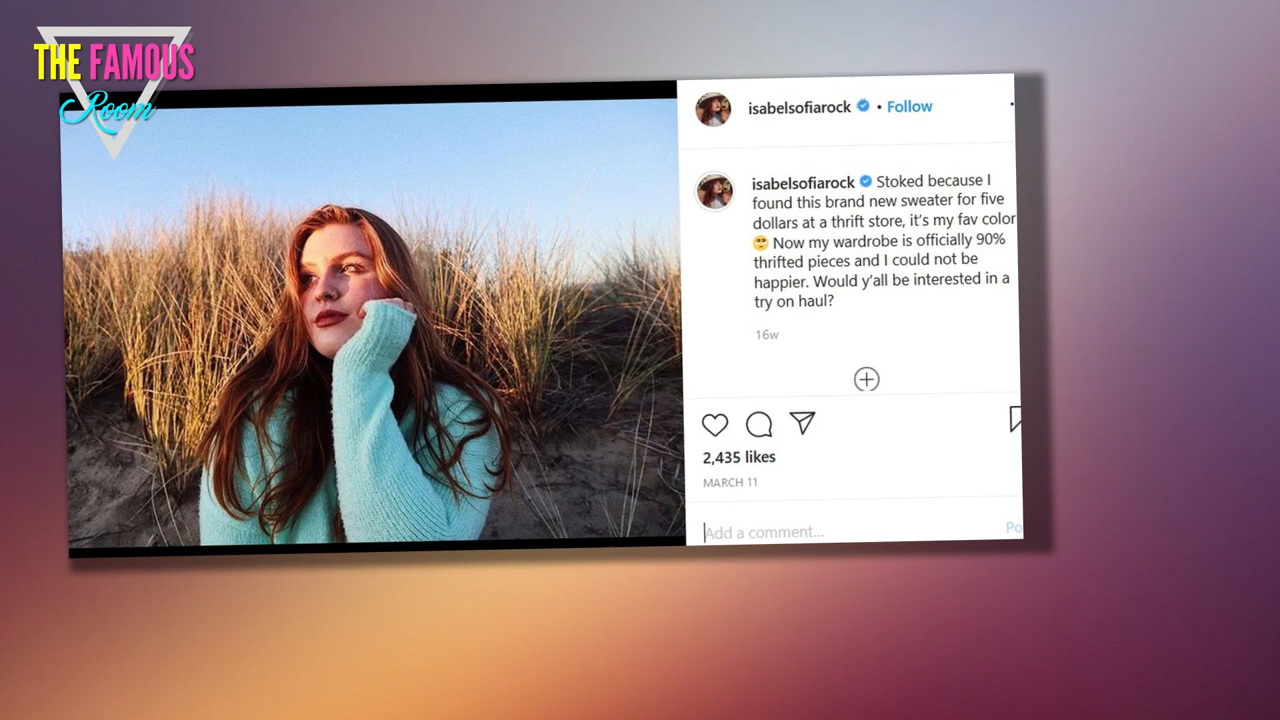 THE FAMOUS
Room
isabelsofiarock • Follow
isabelsofiarock Stoked because I
found this brand new sweater for five
dollars at a thrift store, it's my fav color
🥺 Now my wardrobe is officially 90%
thrifted pieces and I could not be
happier. Would y'all be interested in a
try on haul?
16w
2,435 likes
MARCH 11
Add a comment... Po